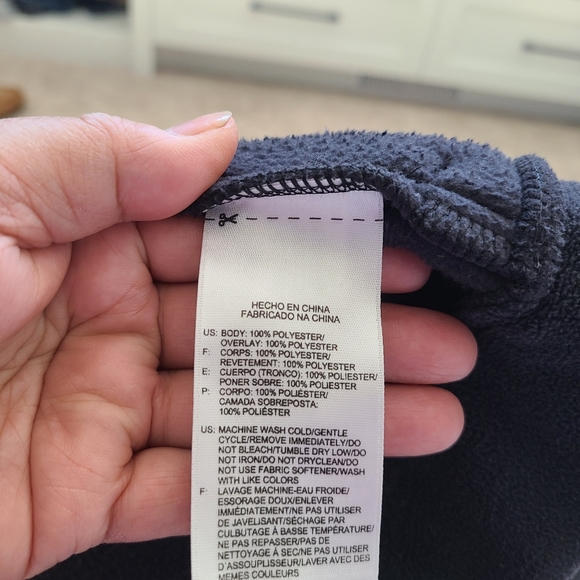 HECHO EN CHINA
FABRICADO NA CHINA
US: BODY: 100% POLYESTER/
OVERLAY: 100% POLYESTER
F: CORPS: 100% POLYESTER/
REVETEMENT: 100% POLYESTER
E: CUERPO (TRONCO): 100% POLIESTER/
PONER SOBRE: 100% POLIESTER
P: CORPO: 100% POLIÉSTER/
CAMADA SOBREPOSTA:
100% POLIÉSTER
US: MACHINE WASH COLD/GENTLE
CYCLE/REMOVE IMMEDIATELY/DO
NOT BLEACH/TUMBLE DRY LOW/DO
NOT IRON/DO NOT DRYCLEAN/DO
NOT USE FABRIC SOFTENER/WASH
WITH LIKE COLORS
F: LAVAGE MACHINE-EAU FROIDE/
ESSORAGE DOUX/ENLEVER
IMMÉDIATEMENT/NE PAS UTILISER
DE JAVELISANT/SÉCHAGE PAR
CULBUTAGE À BASSE TEMPÉRATURE/
NE PAS REPASSER/NE PAS DE
NETTOYAGE À SEC/NE PAS UTILISER
D'ASSOUPLISSEUR/LAVER AVEC DES
MEMES COULEURS